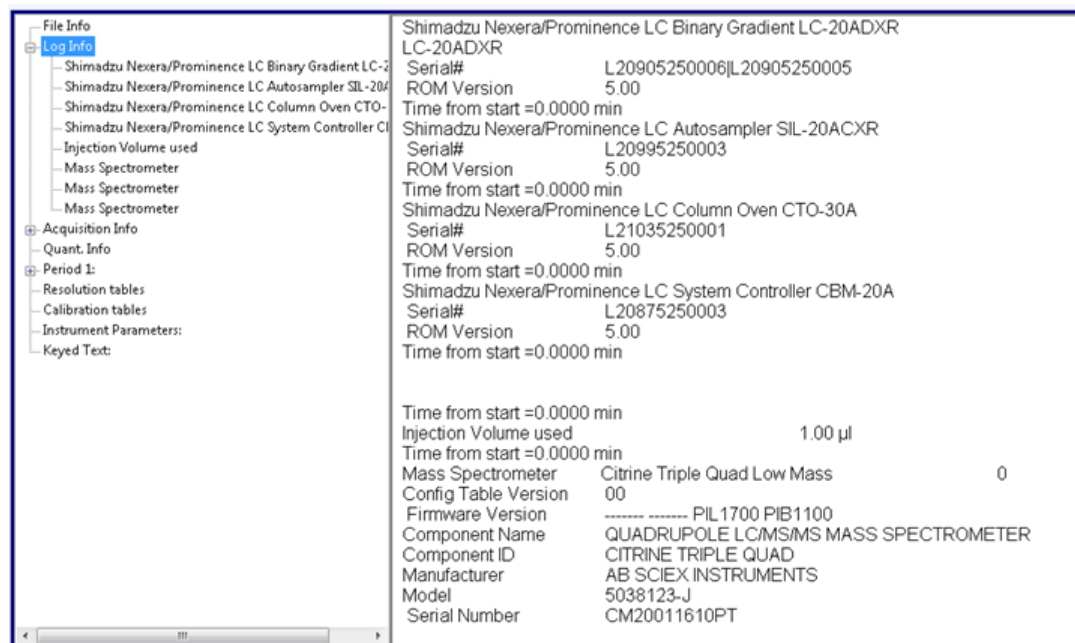 File Info
Log Info
Shimadzu Nexera/Prominence LC Binary Gradient LC-2
Shimadzu Nexera/Prominence LC Autosampler SIL-20A
Shimadzu Nexera/Prominence LC Column Oven CTO-
Shimadzu Nexera/Prominence LC System Controller CI
Injection Volume used
Mass Spectrometer
Mass Spectrometer
Mass Spectrometer
Acquisition Info
Quant. Info
Period 1:
Resolution tables
Calibration tables
Instrument Parameters:
Keyed Text:
Shimadzu Nexera/Prominence LC Binary Gradient LC-20ADXR
LC-20ADXR
Serial# L20905250006|L20905250005
ROM Version 5.00
Time from start =0.0000 min
Shimadzu Nexera/Prominence LC Autosampler SIL-20ACXR
Serial# L20995250003
ROM Version 5.00
Time from start =0.0000 min
Shimadzu Nexera/Prominence LC Column Oven CTO-30A
Serial# L21035250001
ROM Version 5.00
Time from start =0.0000 min
Shimadzu Nexera/Prominence LC System Controller CBM-20A
Serial# L20875250003
ROM Version 5.00
Time from start =0.0000 min
Time from start =0.0000 min
Injection Volume used 1.00 µl
Time from start =0.0000 min
Mass Spectrometer Citrine Triple Quad Low Mass 0
Config Table Version 00
Firmware Version ------- ------- PIL1700 PIB1100
Component Name QUADRUPOLE LC/MS/MS MASS SPECTROMETER
Component ID CITRINE TRIPLE QUAD
Manufacturer AB SCIEX INSTRUMENTS
Model 5038123-J
Serial Number CM20011610PT